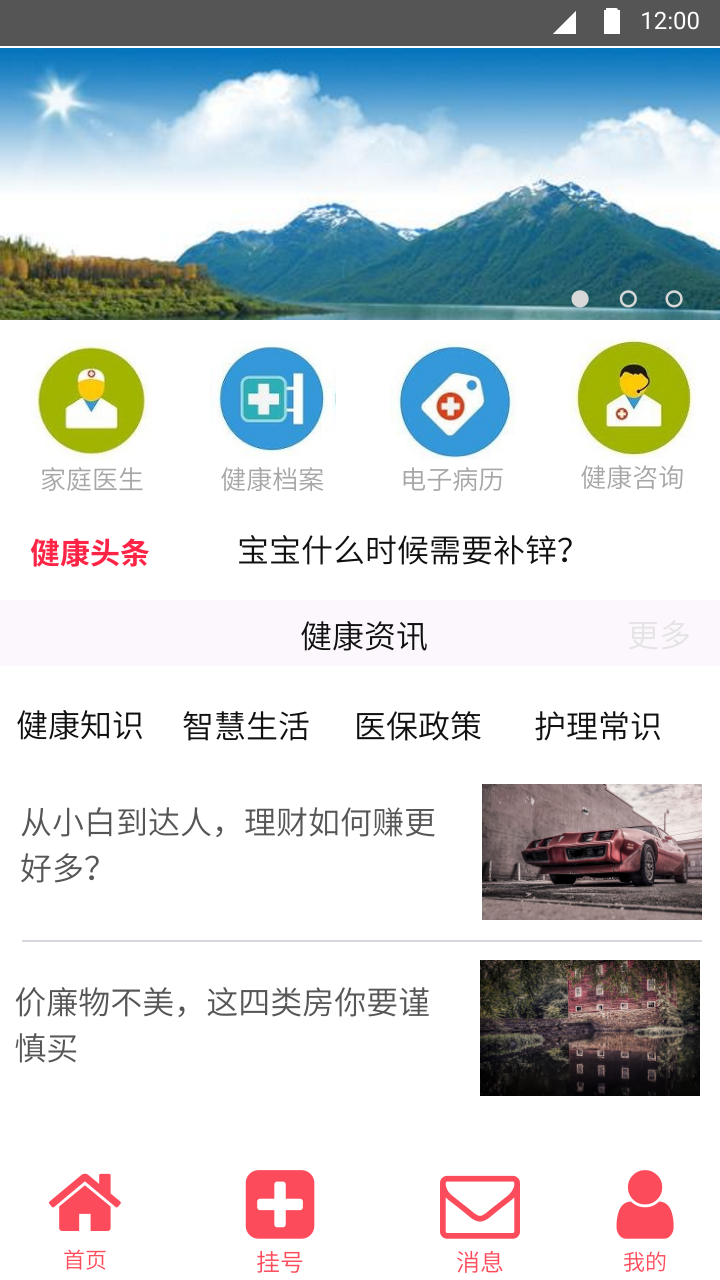 12:00
家庭医生
健康档案
电子病历
健康咨询
健康头条
宝宝什么时候需要补锌?
健康资讯
更多
健康知识
智慧生活
医保政策
护理常识
从小白到达人，理财如何赚更
好多？
价廉物不美，这四类房你要谨
慎买
首页
挂号
消息
我的